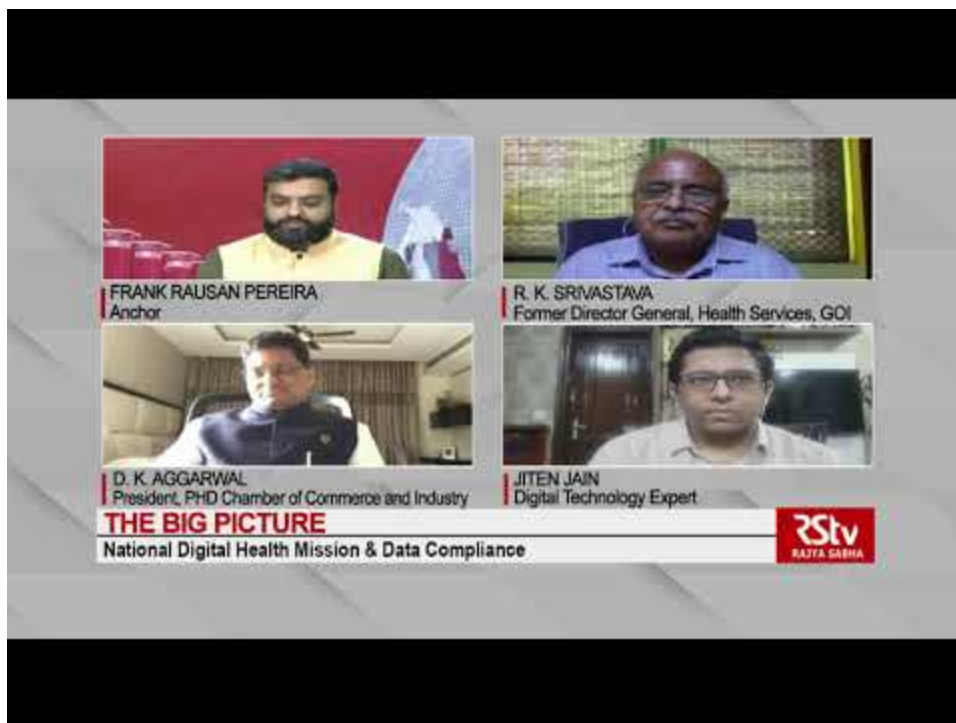 FRANK RAUSAN PEREIRA
Anchor
R. K. SRIVASTAVA
Former Director General, Health Services, GOI
D. K. AGGARWAL
President, PHD Chamber of Commerce and Industry
JITEN JAIN
Digital Technology Expert
THE BIG PICTURE
National Digital Health Mission & Data Compliance
RStv
RAJYA SABHA